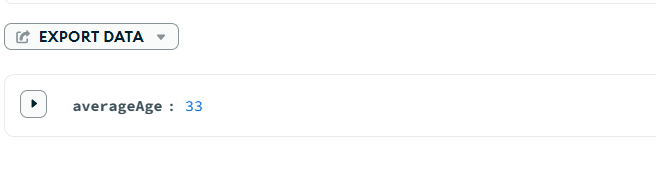 EXPORT DATA
averageAge : 33